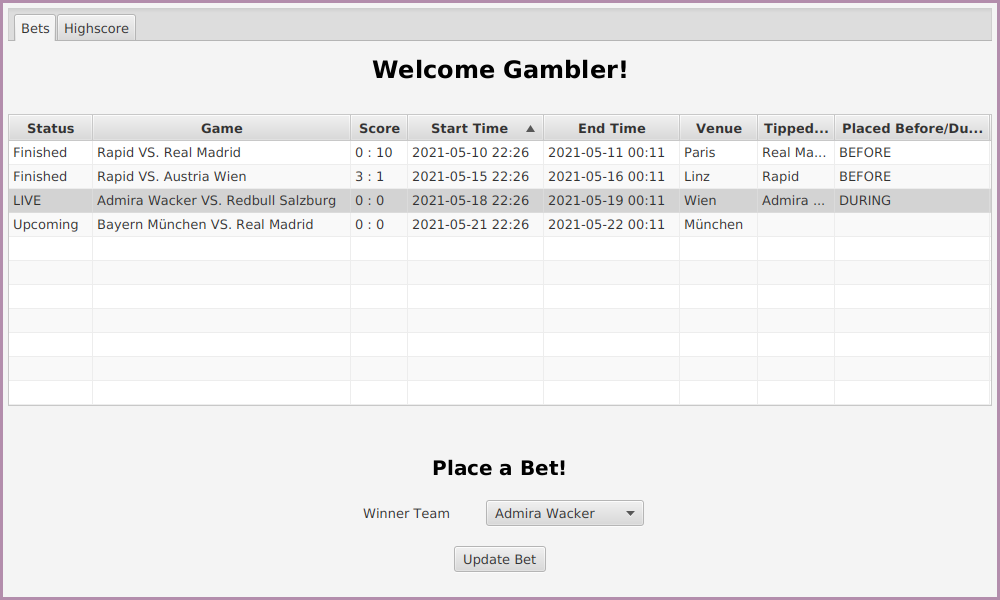 Bets Highscore
Welcome Gambler!
Status Game Score Start Time End Time Venue Tipped... Placed Before/Du...
Finished Rapid VS. Real Madrid 0 : 10 2021-05-10 22:26 2021-05-11 00:11 Paris Real Ma... BEFORE
Finished Rapid VS. Austria Wien 3 : 1 2021-05-15 22:26 2021-05-16 00:11 Linz Rapid BEFORE
LIVE Admira Wacker VS. Redbull Salzburg 0 : 0 2021-05-18 22:26 2021-05-19 00:11 Wien Admira ... DURING
Upcoming Bayern München VS. Real Madrid 0 : 0 2021-05-21 22:26 2021-05-22 00:11 München
Place a Bet!
Winner Team Admira Wacker
Update Bet